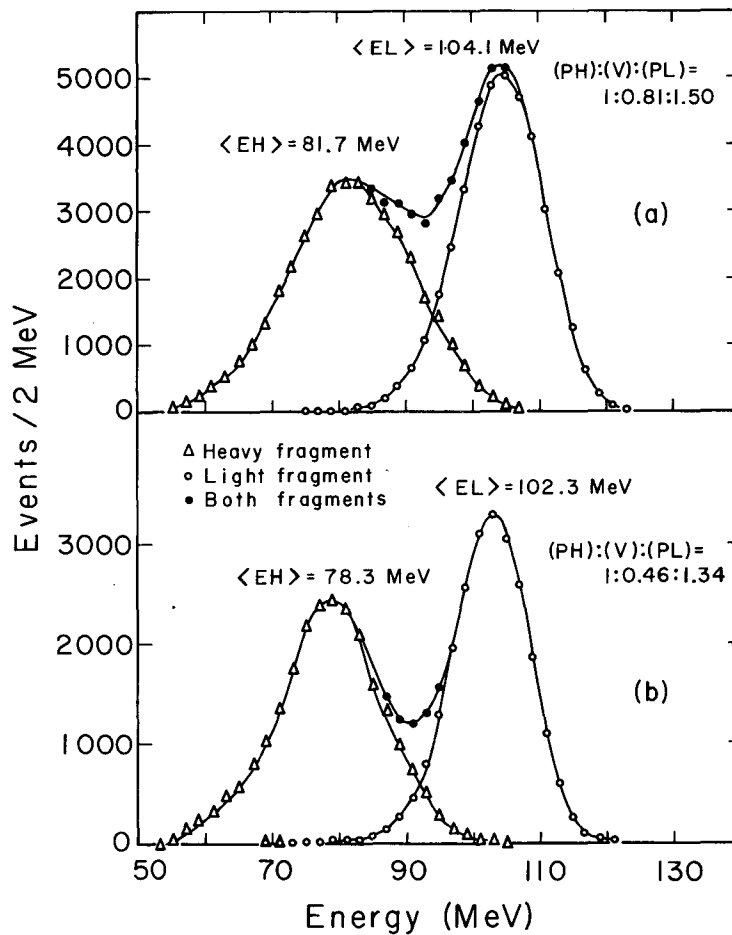 <EL> = 104.1 MeV
(PH):(V):(PL)=
1:0.81:1.50
<EH> = 81.7 MeV
(a)
5000
4000
3000
2000
1000
0
Events/2 MeV
△ Heavy fragment
○ Light fragment
● Both fragments
<EL> = 102.3 MeV
(PH):(V):(PL)=
1:0.46:1.34
<EH> = 78.3 MeV
(b)
3000
2000
1000
0
50 70 90 110 130
Energy (MeV)